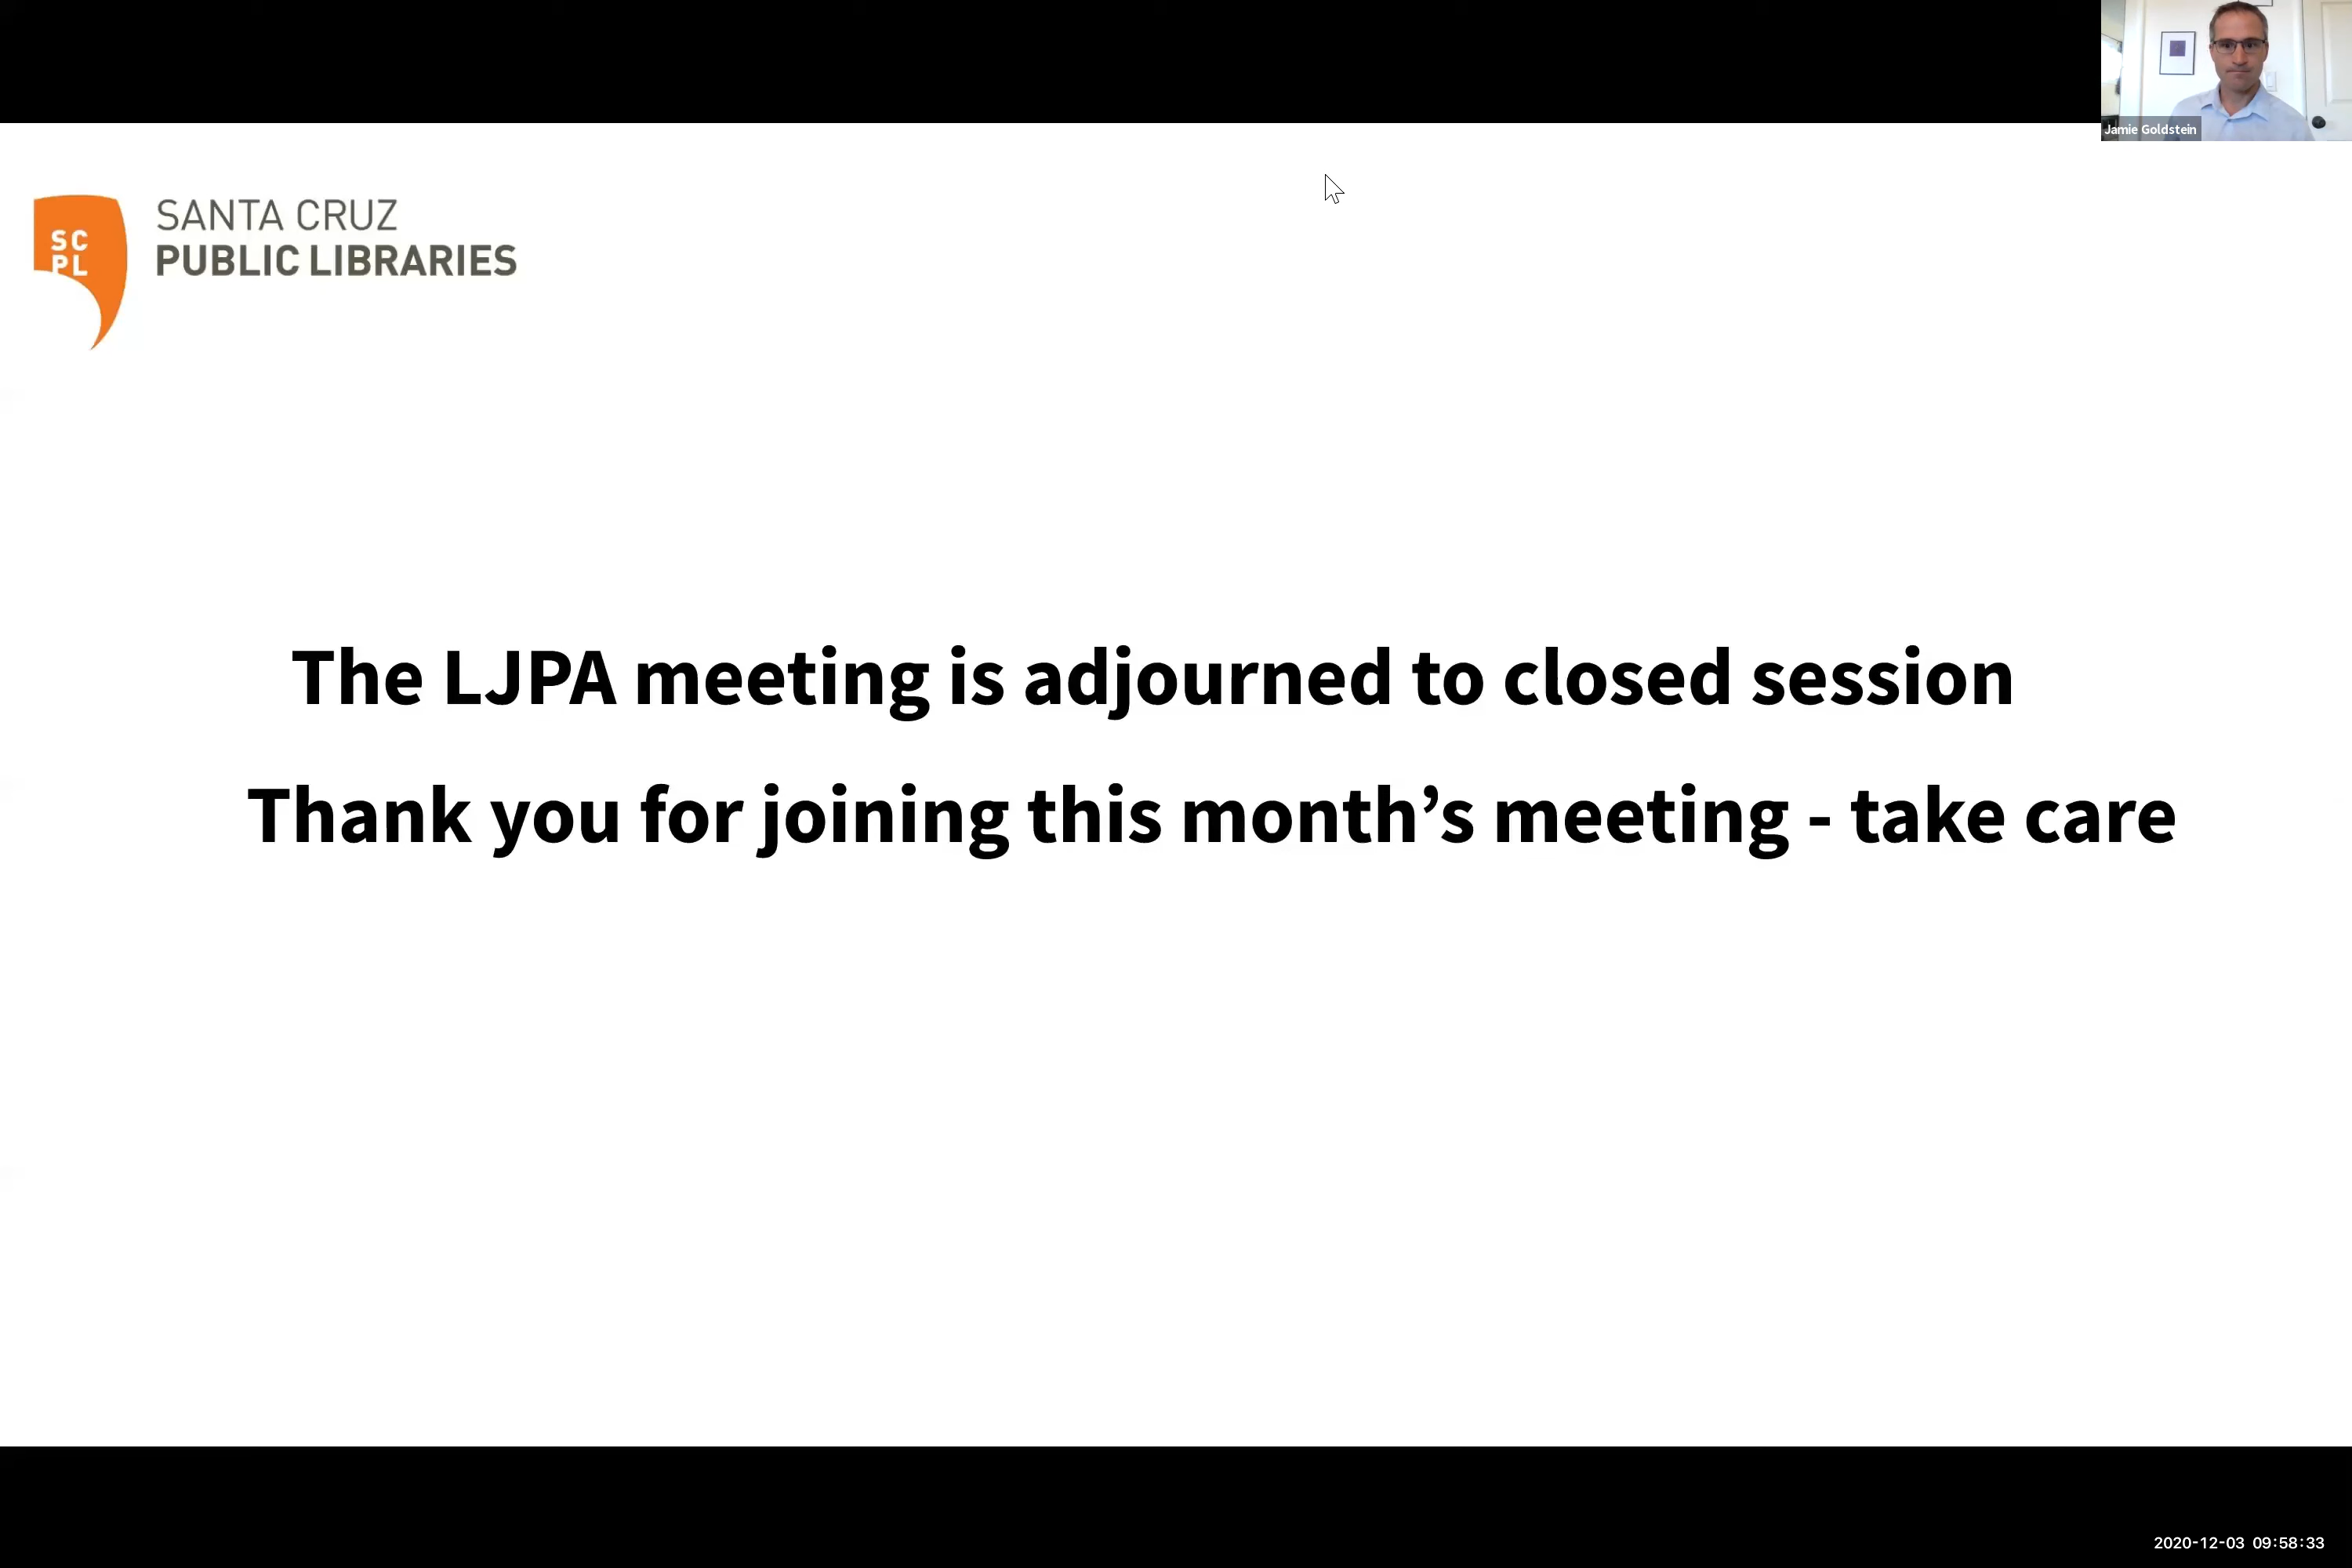 Jamie Goldstein
SC
PL
SANTA CRUZ
PUBLIC LIBRARIES
The LJPA meeting is adjourned to closed session
Thank you for joining this month’s meeting - take care
2020-12-03 09:58:33